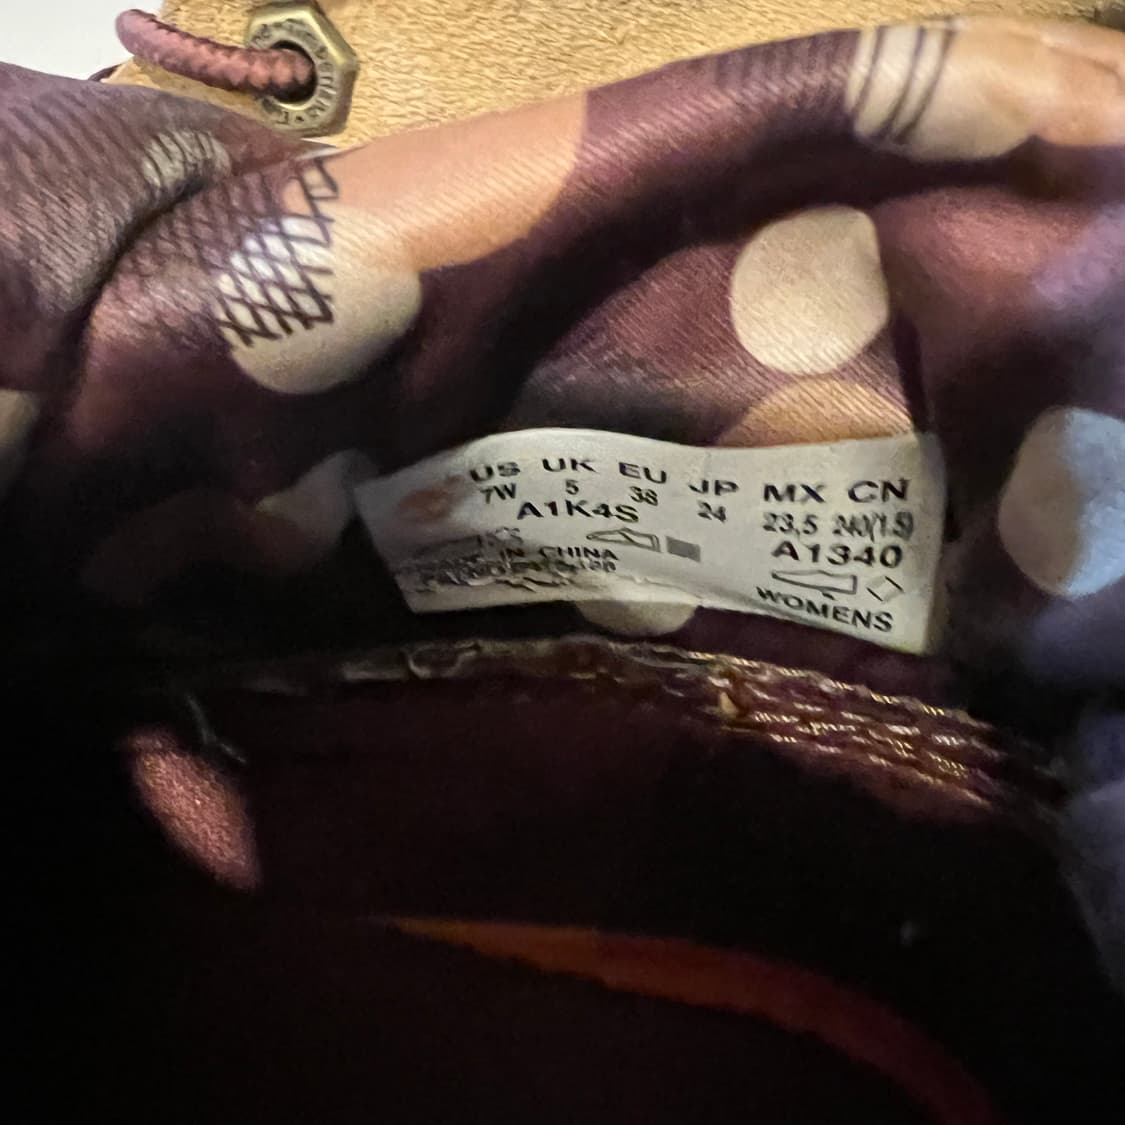 US UK EU JP MX CN
7W 5 38 24 23,5 240(1.5)
A1K4S A1340
IN CHINA
WOMENS